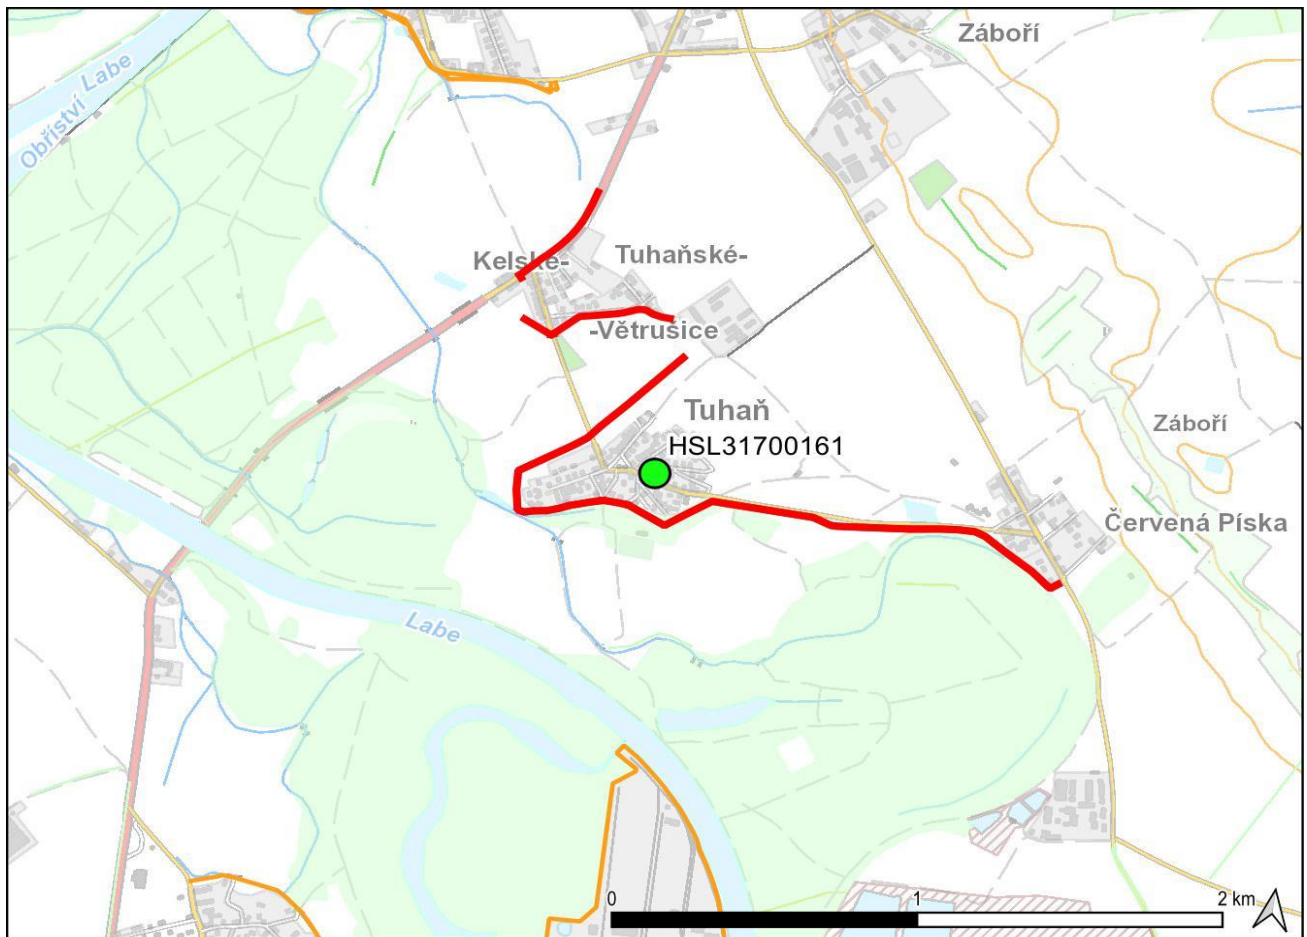 Záboří
Labe
Obříství
Kelské-
Tuhaňské-
-Větrušice
Tuhaň
HSL31700161
Záboří
Červená Píska
Labe
0
1
2 km